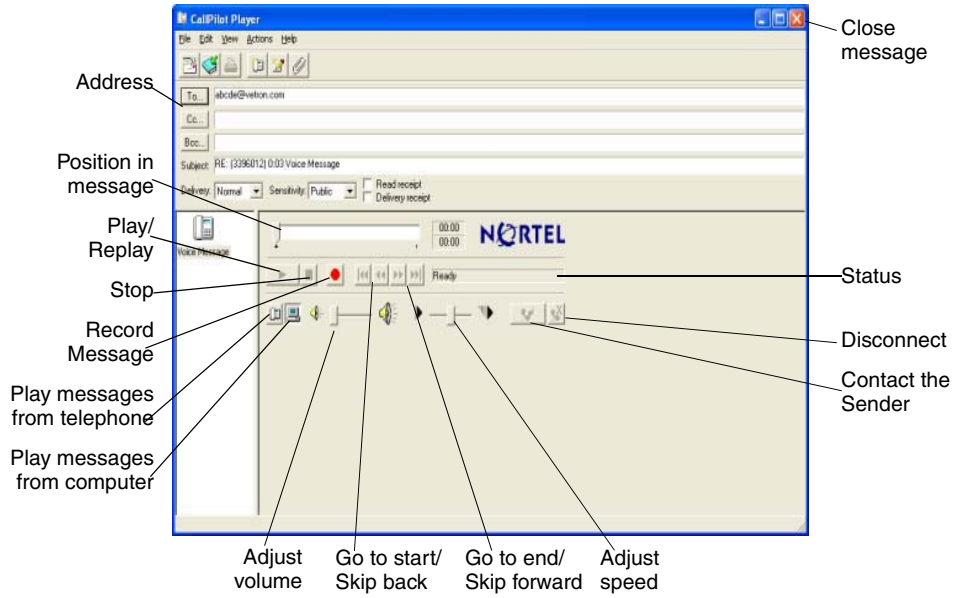 CallPilot Player
File Edit View Actions Help
To... abcde@vetron.com
Cc...
Bcc...
Subject: RE: (3396012) 0:03 Voice Message
Delivery: Normal Sensitivity: Public Read receipt
Delivery receipt
Voice Message
00:00
00:00
NORTEL
Ready
Close
message
Address
Position in
message
Play/
Replay
Stop
Record
Message
Play messages
from telephone
Play messages
from computer
Adjust
volume
Go to start/
Skip back
Go to end/
Skip forward
Adjust
speed
Status
Disconnect
Contact the
Sender